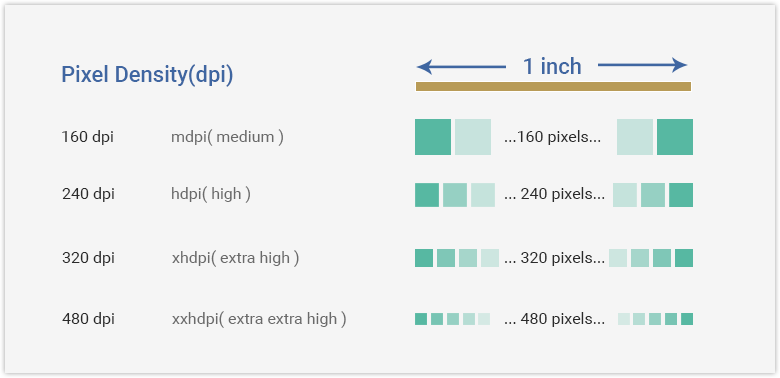 Pixel Density(dpi)
1 inch
160 dpi mdpi( medium ) ...160 pixels...
240 dpi hdpi( high ) ... 240 pixels...
320 dpi xhdpi( extra high ) ... 320 pixels...
480 dpi xxhdpi( extra extra high ) ... 480 pixels...